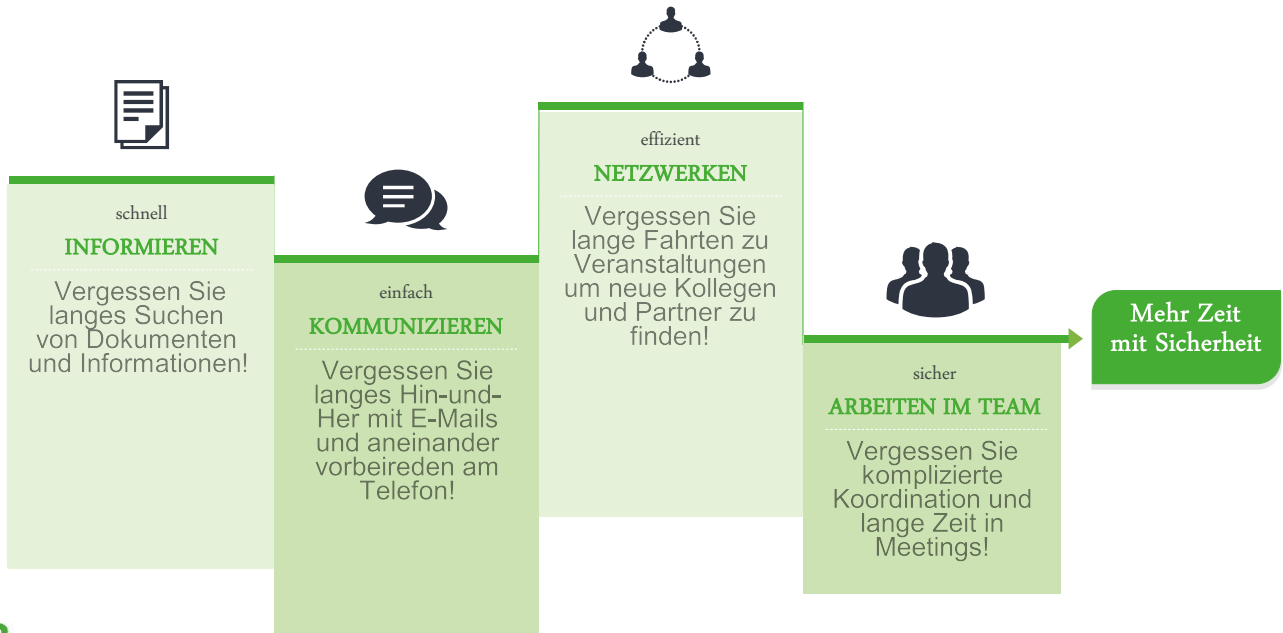 schnell
INFORMIEREN
Vergessen Sie
langes Suchen
von Dokumenten
und Informationen!
einfach
KOMMUNIZIEREN
Vergessen Sie
langes Hin-und-
Her mit E-Mails
und aneinander
vorbeireden am
Telefon!
effizient
NETZWERKEN
Vergessen Sie
lange Fahrten zu
Veranstaltungen
um neue Kollegen
und Partner zu
finden!
sicher
ARBEITEN IM TEAM
Vergessen Sie
komplizierte
Koordination und
lange Zeit in
Meetings!
Mehr Zeit
mit Sicherheit